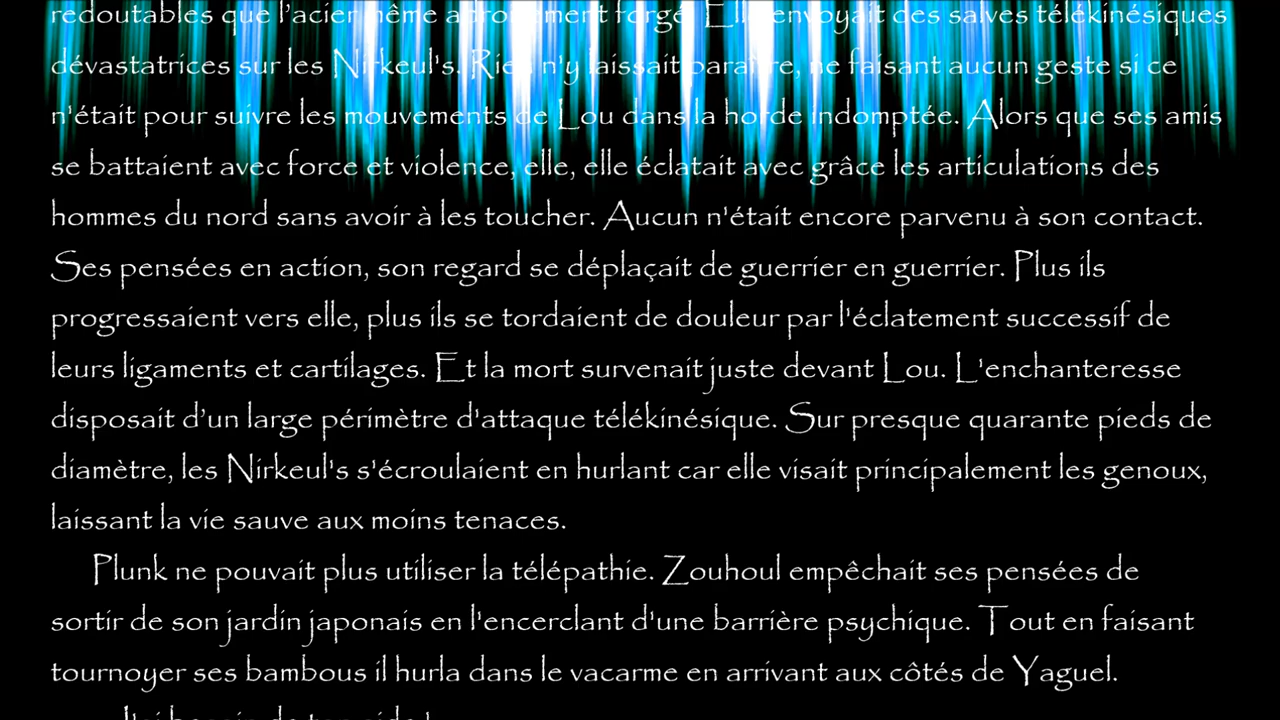 redoutables que l'acier même adroitement forgé. Elle envoyait des salves télékinésiques
dévastatrices sur les Nirkeul's. Rien n'y laissait paraître, ne faisant aucun geste si ce
n'était pour suivre les mouvements de Lou dans la horde indomptée. Alors que ses amis
se battaient avec force et violence, elle, elle éclatait avec grâce les articulations des
hommes du nord sans avoir à les toucher. Aucun n'était encore parvenu à son contact.
Ses pensées en action, son regard se déplaçait de guerrier en guerrier. Plus ils
progressaient vers elle, plus ils se tordaient de douleur par l'éclatement successif de
leurs ligaments et cartilages. Et la mort survenait juste devant Lou. L'enchanteresse
disposait d'un large périmètre d'attaque télékinésique. Sur presque quarante pieds de
diamètre, les Nirkeul's s'écroulaient en hurlant car elle visait principalement les genoux,
laissant la vie sauve aux moins tenaces.
Plunk ne pouvait plus utiliser la télépathie. Zouhoul empêchait ses pensées de
sortir de son jardin japonais en l'encerclant d'une barrière psychique. Tout en faisant
tournoyer ses bambous il hurla dans le vacarme en arrivant aux côtés de Yaguel.